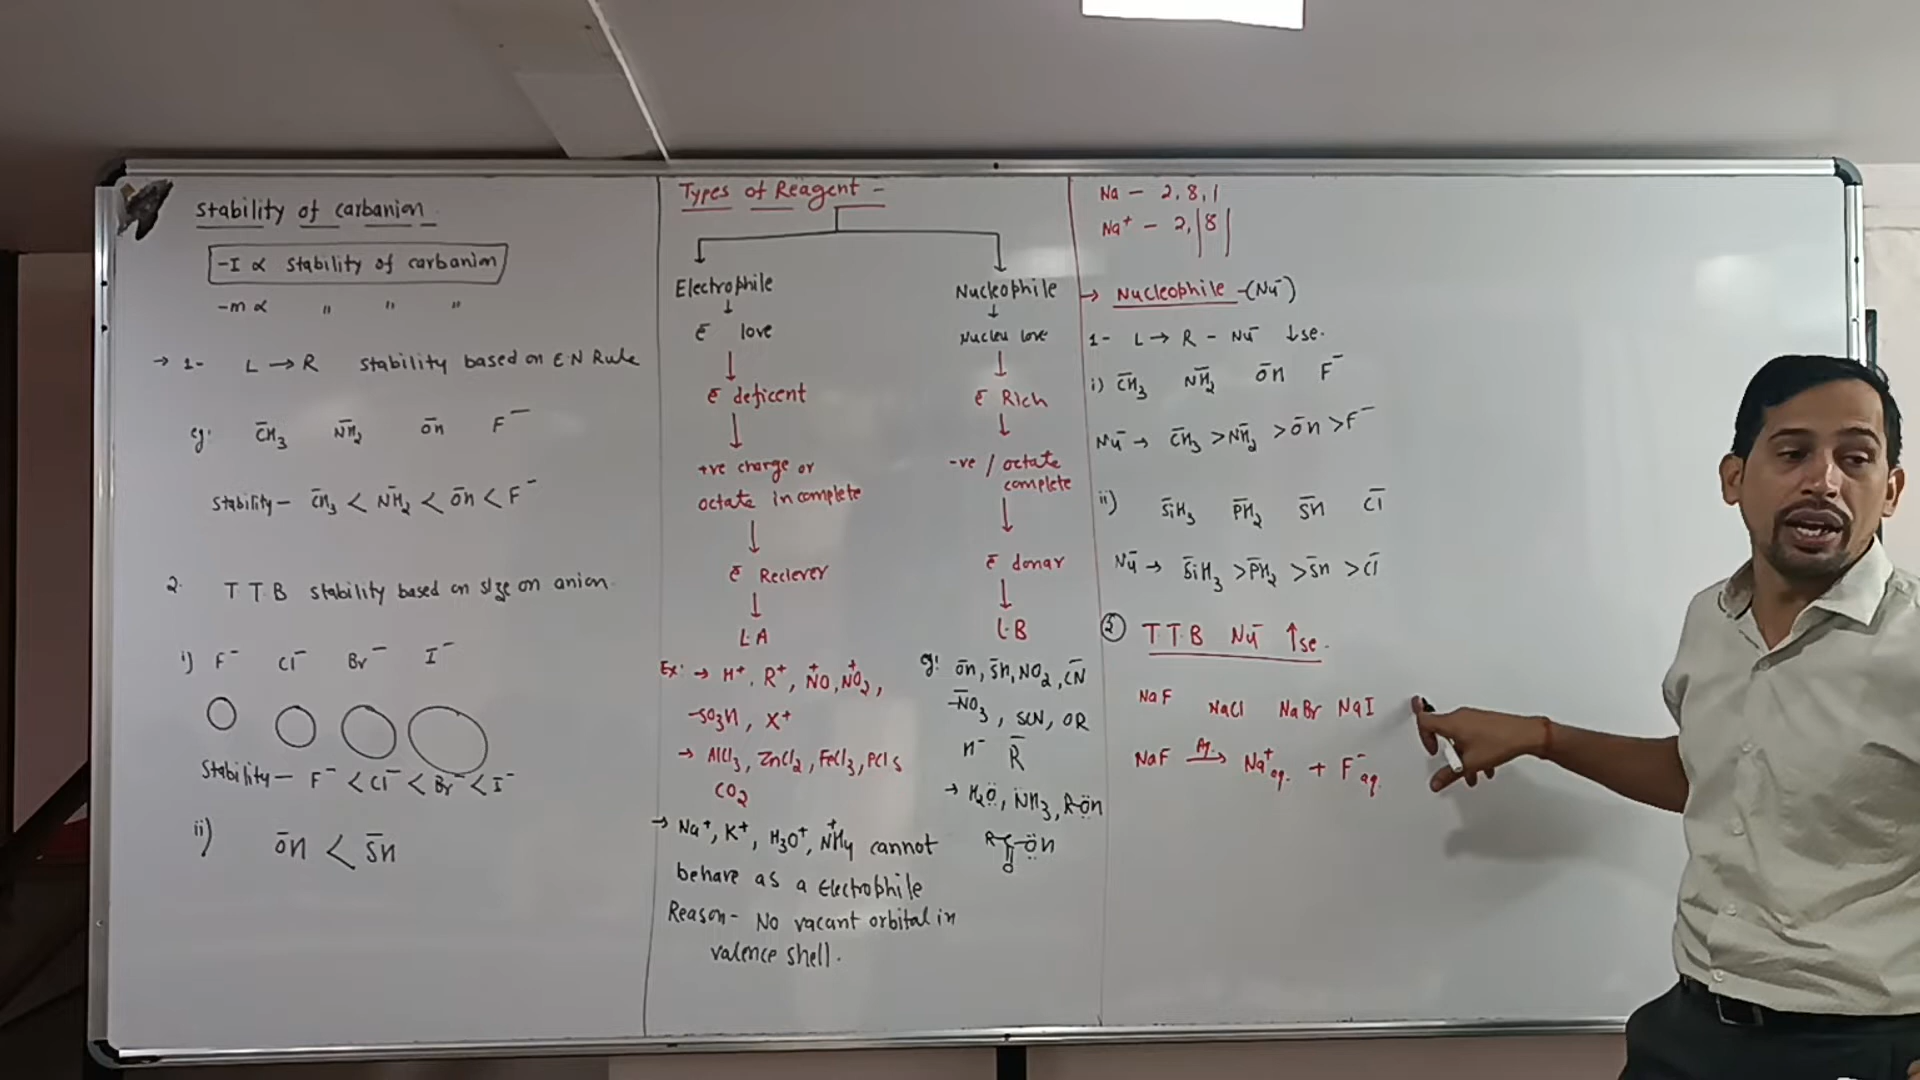 Stability of carbanion
-I ∝ stability of carbanion
-m ∝ " " "
→ 1- L → R stability based on E.N Rule
eg: C̄H3 N̄H2 ōH F⁻
Stability - C̄H3 < N̄H2 < ōH < F⁻
2. T.T.B stability based on size on anion.
i) F⁻ Cl⁻ Br⁻ I⁻
Stability - F⁻ < Cl⁻ < Br⁻ < I⁻
ii) ōH < S̄H
Types of Reagent -
Electrophile
↓
ē love
↓
ē deficent
↓
+ve charge or
octate incomplete
↓
ē Reciever
↓
L.A
Ex: → H⁺, R⁺, N⁺O, N⁺O2,
-SO3H, X⁺
→ AlCl3, ZnCl2, FeCl3, PCl5
CO2
→ Na⁺, K⁺, H3O⁺, N⁺H4 cannot
behave as a Electrophile
Reason - No vacant orbital in
valence shell.
Nucleophile
↓
Nucleu love
↓
ē Rich
↓
-ve / octate
complete
↓
ē donar
↓
L.B
g: ōH, S̄H, NO2, C̄N
-N̄O3, SCN, OR
H⁻ R̄
→ H2Ö, N̈H3, R-ÖH
R-ÖH
O
Na - 2, 8, 1
Na⁺ - 2, |8|
→ Nucleophile - (Nu⁻)
1- L → R - Nu⁻ ↓se.
i) C̄H3 N̄H2 ōH F⁻
Nu⁻ → C̄H3 > N̄H2 > ōH > F⁻
ii) S̄iH3 P̄H2 S̄H C̄l
Nu⁻ → S̄iH3 > P̄H2 > S̄H > C̄l
② T.T.B Nu⁻ ↑se.
NaF NaCl NaBr NaI
NaF → Na⁺aq. + F⁻aq.